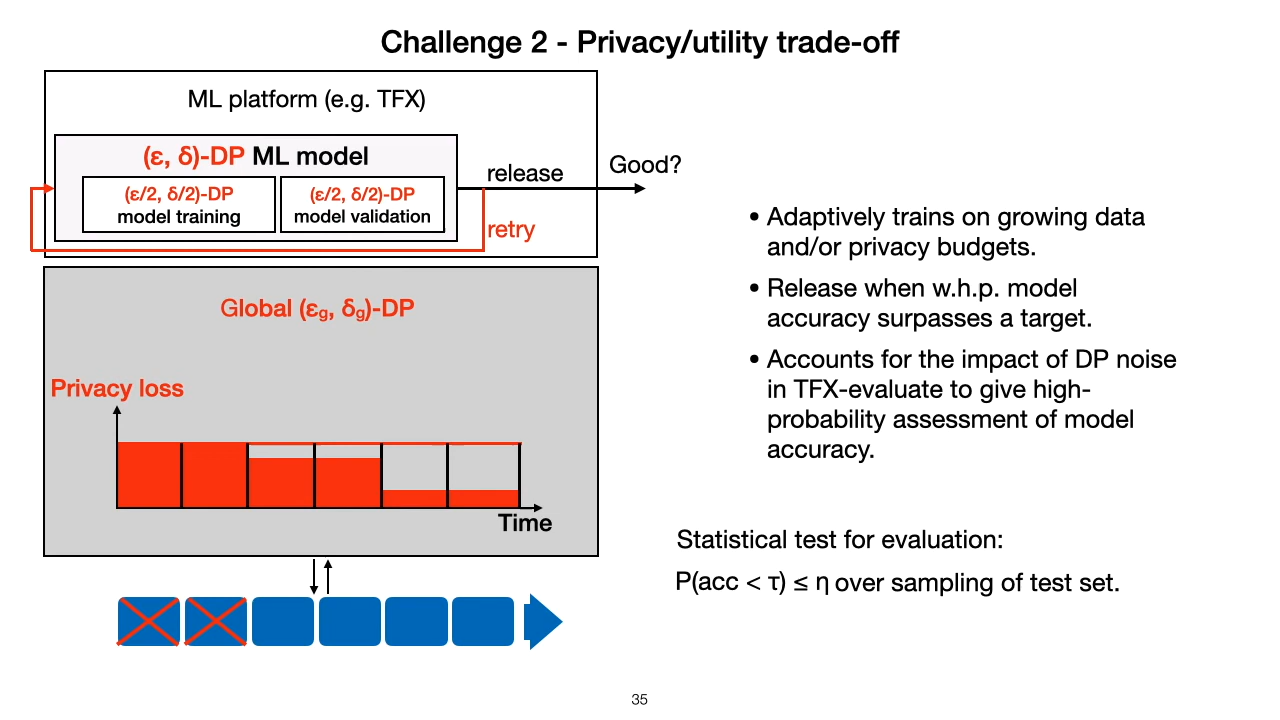 Challenge 2 - Privacy/utility trade-off
ML platform (e.g. TFX)
(ε, δ)-DP ML model
(ε/2, δ/2)-DP
model training
(ε/2, δ/2)-DP
model validation
release
Good?
retry
Global (εg, δg)-DP
Privacy loss
Time
• Adaptively trains on growing data
and/or privacy budgets.
• Release when w.h.p. model
accuracy surpasses a target.
• Accounts for the impact of DP noise
in TFX-evaluate to give high-
probability assessment of model
accuracy.
Statistical test for evaluation:
P(acc < τ) ≤ η over sampling of test set.
35